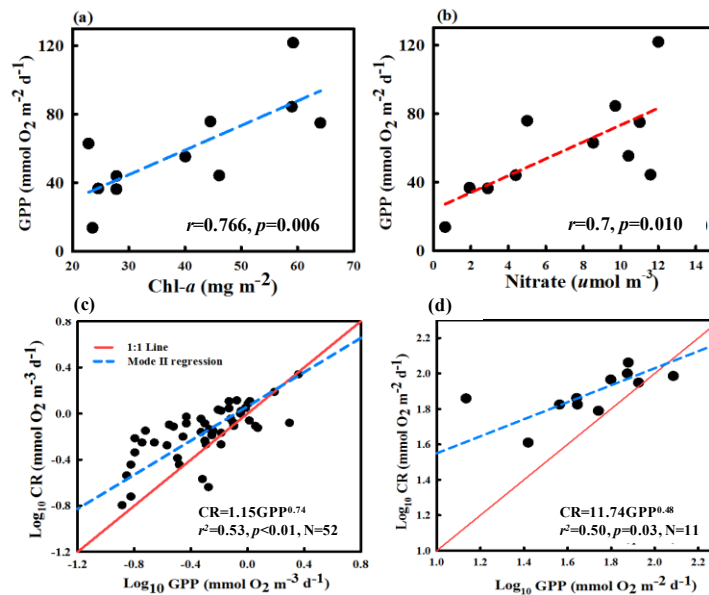 (a)
GPP (mmol O2 m-2 d-1)
120
80
40
0
r=0.766, p=0.006
20 30 40 50 60 70
Chl-a (mg m-2)
(b)
GPP (mmol O2 m-2 d-1)
120
80
40
0
r=0.7, p=0.010
0 2 4 6 8 10 12 14
Nitrate (umol m-3)
(c)
Log10 CR (mmol O2 m-3 d-1)
0.8
0.4
0.0
-0.4
-0.8
-1.2
1:1 Line
Mode II regression
CR=1.15GPP0.74
r2=0.53, p<0.01, N=52
-1.2 -0.8 -0.4 -0.0 0.4 0.8
Log10 GPP (mmol O2 m-3 d-1)
(d)
Log10 CR (mmol O2 m-2 d-1)
2.2
2.0
1.8
1.6
1.4
1.2
1.0
CR=11.74GPP0.48
r2=0.50, p=0.03, N=11
1.0 1.2 1.4 1.6 1.8 2.0 2.2
Log10 GPP (mmol O2 m-2 d-1)